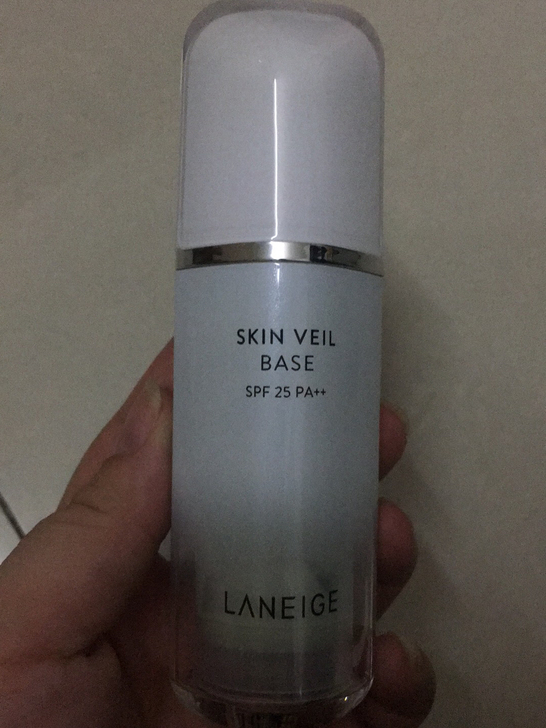 SKIN VEIL
BASE
SPF 25 PA++
LANEIGE